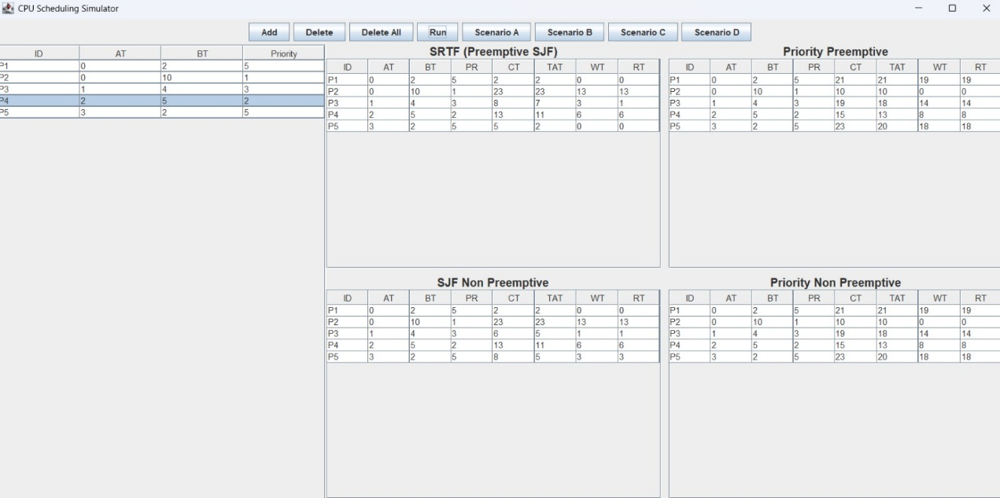 CPU Scheduling Simulator
Add Delete Delete All Run Scenario A Scenario B Scenario C Scenario D
ID AT BT Priority
P1 0 2 5
P2 0 10 1
P3 1 4 3
P4 2 5 2
P5 3 2 5
SRTF (Preemptive SJF)
ID AT BT PR CT TAT WT RT
P1 0 2 5 2 2 0 0
P2 0 10 1 23 23 13 13
P3 1 4 3 8 7 3 1
P4 2 5 2 13 11 6 6
P5 3 2 5 5 2 0 0
Priority Preemptive
ID AT BT PR CT TAT WT RT
P1 0 2 5 21 21 19 19
P2 0 10 1 10 10 0 0
P3 1 4 3 19 18 14 14
P4 2 5 2 15 13 8 8
P5 3 2 5 23 20 18 18
SJF Non Preemptive
ID AT BT PR CT TAT WT RT
P1 0 2 5 2 2 0 0
P2 0 10 1 23 23 13 13
P3 1 4 3 6 5 1 1
P4 2 5 2 13 11 6 6
P5 3 2 5 8 5 3 3
Priority Non Preemptive
ID AT BT PR CT TAT WT RT
P1 0 2 5 21 21 19 19
P2 0 10 1 10 10 0 0
P3 1 4 3 19 18 14 14
P4 2 5 2 15 13 8 8
P5 3 2 5 23 20 18 18